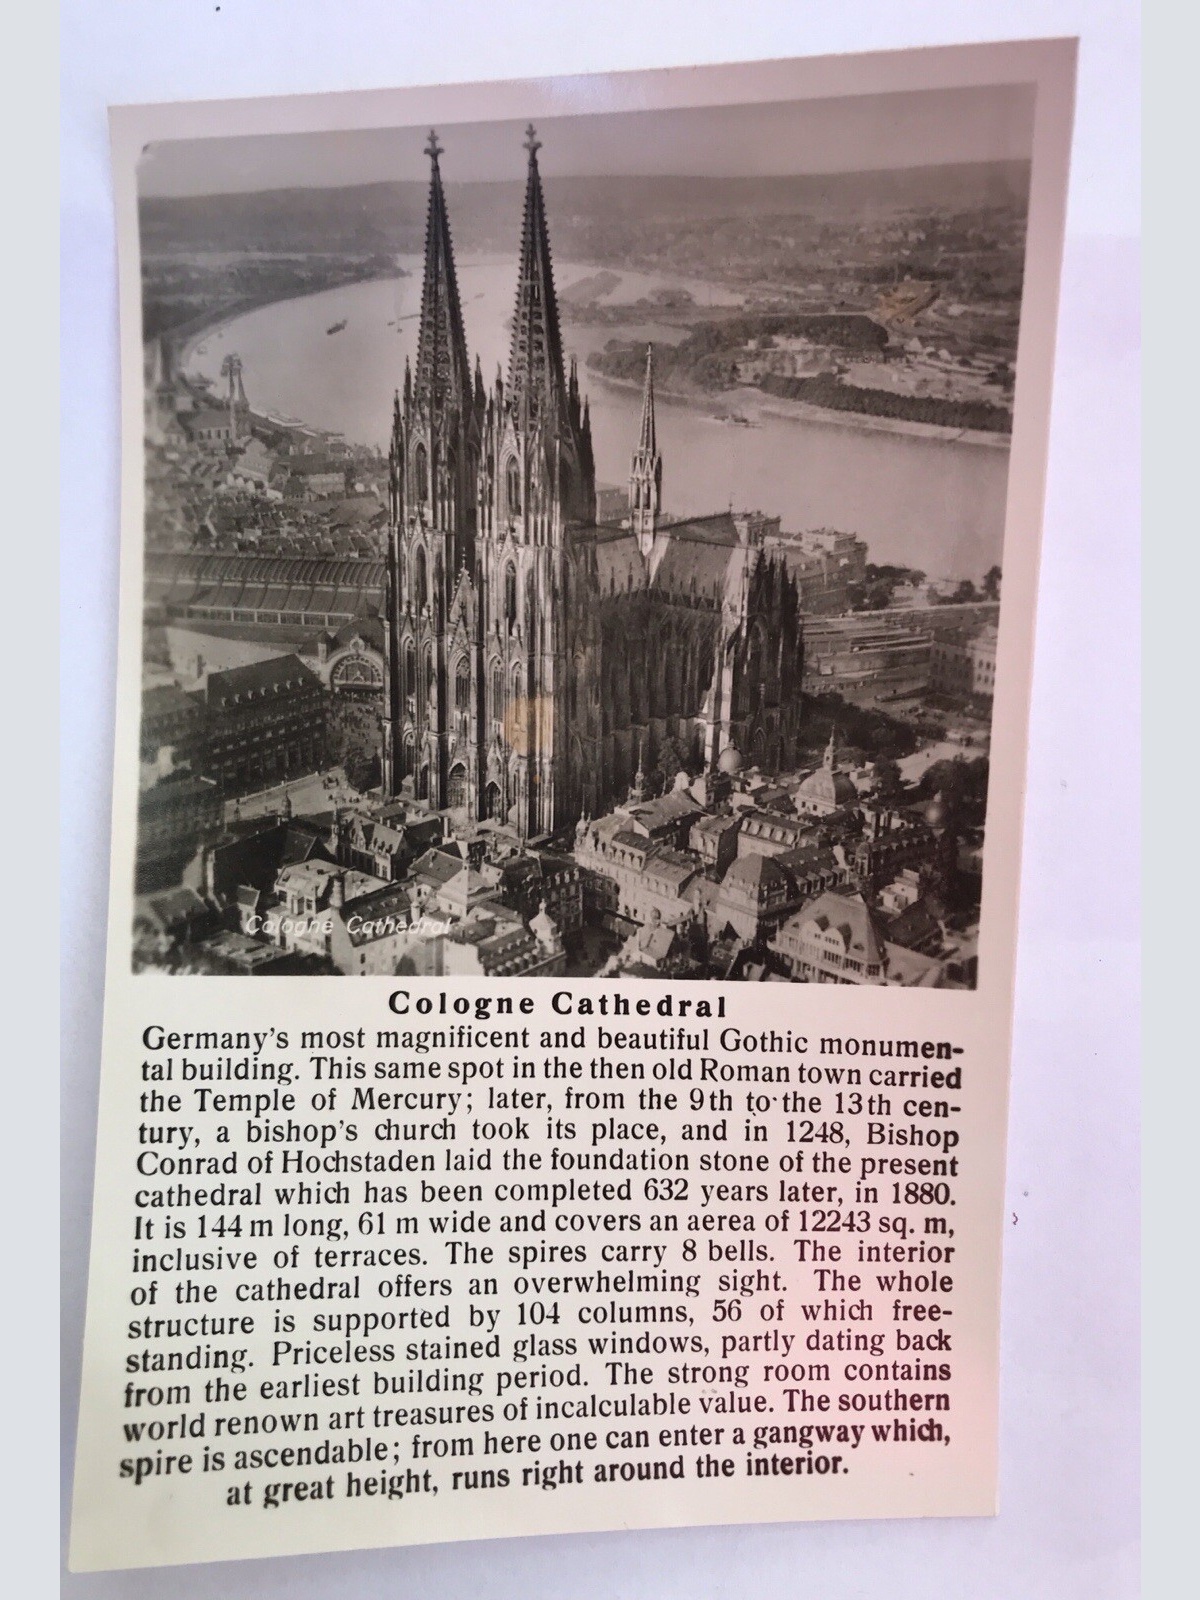 Cologne Cathedral
Cologne Cathedral
Germany's most magnificent and beautiful Gothic monumen-
tal building. This same spot in the then old Roman town carried
the Temple of Mercury; later, from the 9th to the 13th cen-
tury, a bishop's church took its place, and in 1248, Bishop
Conrad of Hochstaden laid the foundation stone of the present
cathedral which has been completed 632 years later, in 1880.
It is 144 m long, 61 m wide and covers an aerea of 12243 sq. m,
inclusive of terraces. The spires carry 8 bells. The interior
of the cathedral offers an overwhelming sight. The whole
structure is supported by 104 columns, 56 of which free-
standing. Priceless stained glass windows, partly dating back
from the earliest building period. The strong room contains
world renown art treasures of incalculable value. The southern
spire is ascendable; from here one can enter a gangway which,
at great height, runs right around the interior.